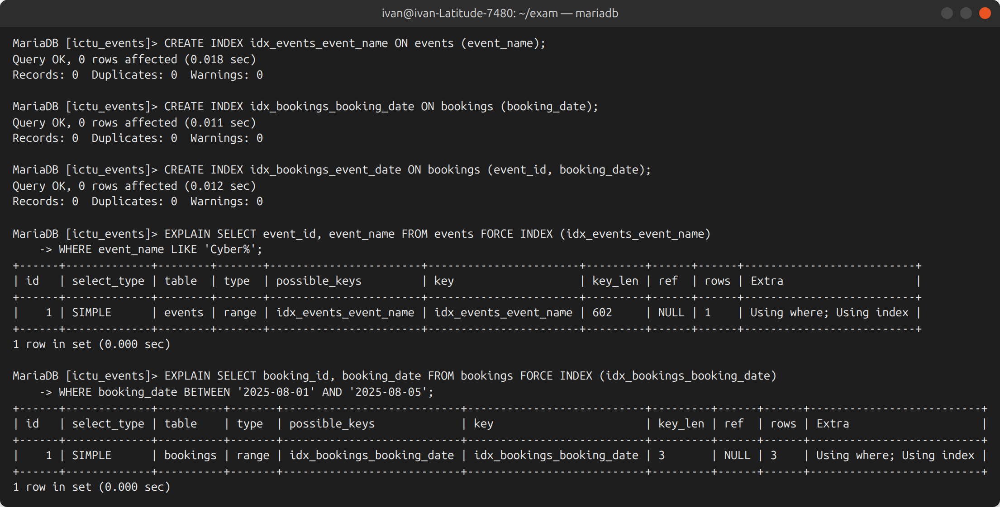 ivan@ivan-Latitude-7480: ~/exam — mariadb
MariaDB [ictu_events]> CREATE INDEX idx_events_event_name ON events (event_name);
Query OK, 0 rows affected (0.018 sec)
Records: 0  Duplicates: 0  Warnings: 0
MariaDB [ictu_events]> CREATE INDEX idx_bookings_booking_date ON bookings (booking_date);
Query OK, 0 rows affected (0.011 sec)
Records: 0  Duplicates: 0  Warnings: 0
MariaDB [ictu_events]> CREATE INDEX idx_bookings_event_date ON bookings (event_id, booking_date);
Query OK, 0 rows affected (0.012 sec)
Records: 0  Duplicates: 0  Warnings: 0
MariaDB [ictu_events]> EXPLAIN SELECT event_id, event_name FROM events FORCE INDEX (idx_events_event_name)
    -> WHERE event_name LIKE 'Cyber%';
+------+-------------+--------+-------+-----------------------+-----------------------+---------+------+------+--------------------------+
| id   | select_type | table  | type  | possible_keys         | key                   | key_len | ref  | rows | Extra                    |
+------+-------------+--------+-------+-----------------------+-----------------------+---------+------+------+--------------------------+
|    1 | SIMPLE      | events | range | idx_events_event_name | idx_events_event_name | 602     | NULL | 1    | Using where; Using index |
+------+-------------+--------+-------+-----------------------+-----------------------+---------+------+------+--------------------------+
1 row in set (0.000 sec)
MariaDB [ictu_events]> EXPLAIN SELECT booking_id, booking_date FROM bookings FORCE INDEX (idx_bookings_booking_date)
    -> WHERE booking_date BETWEEN '2025-08-01' AND '2025-08-05';
+------+-------------+----------+-------+---------------------------+---------------------------+---------+------+------+--------------------------+
| id   | select_type | table    | type  | possible_keys             | key                       | key_len | ref  | rows | Extra                    |
+------+-------------+----------+-------+---------------------------+---------------------------+---------+------+------+--------------------------+
|    1 | SIMPLE      | bookings | range | idx_bookings_booking_date | idx_bookings_booking_date | 3       | NULL | 3    | Using where; Using index |
+------+-------------+----------+-------+---------------------------+---------------------------+---------+------+------+--------------------------+
1 row in set (0.000 sec)